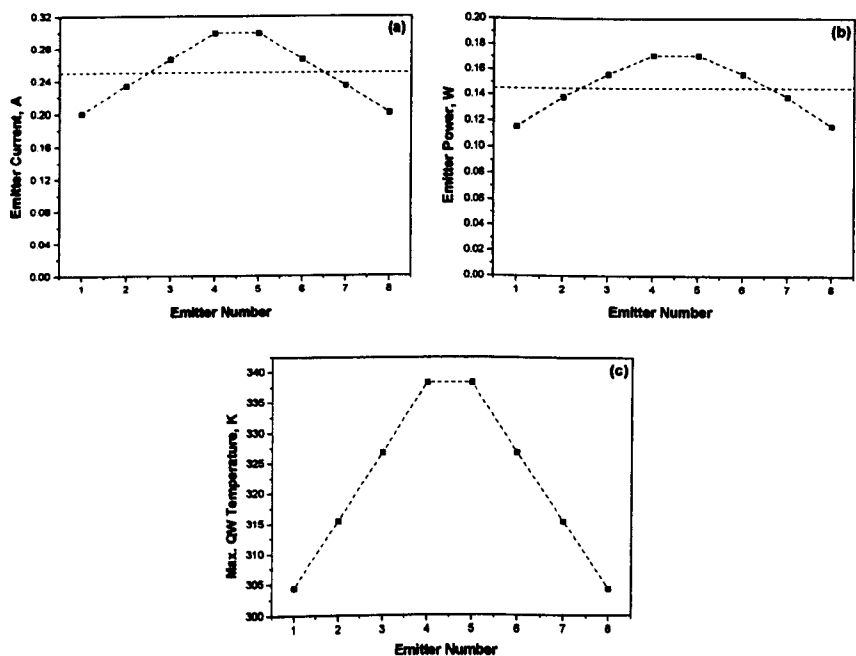 (a)
Emitter Current, A
0.32
0.28
0.24
0.20
0.16
0.12
0.08
0.04
0.00
1 2 3 4 5 6 7 8
Emitter Number
(b)
Emitter Power, W
0.20
0.18
0.16
0.14
0.12
0.10
0.08
0.06
0.04
0.02
0.00
1 2 3 4 5 6 7 8
Emitter Number
(c)
Max. QW Temperature, K
340
335
330
325
320
315
310
305
300
1 2 3 4 5 6 7 8
Emitter Number